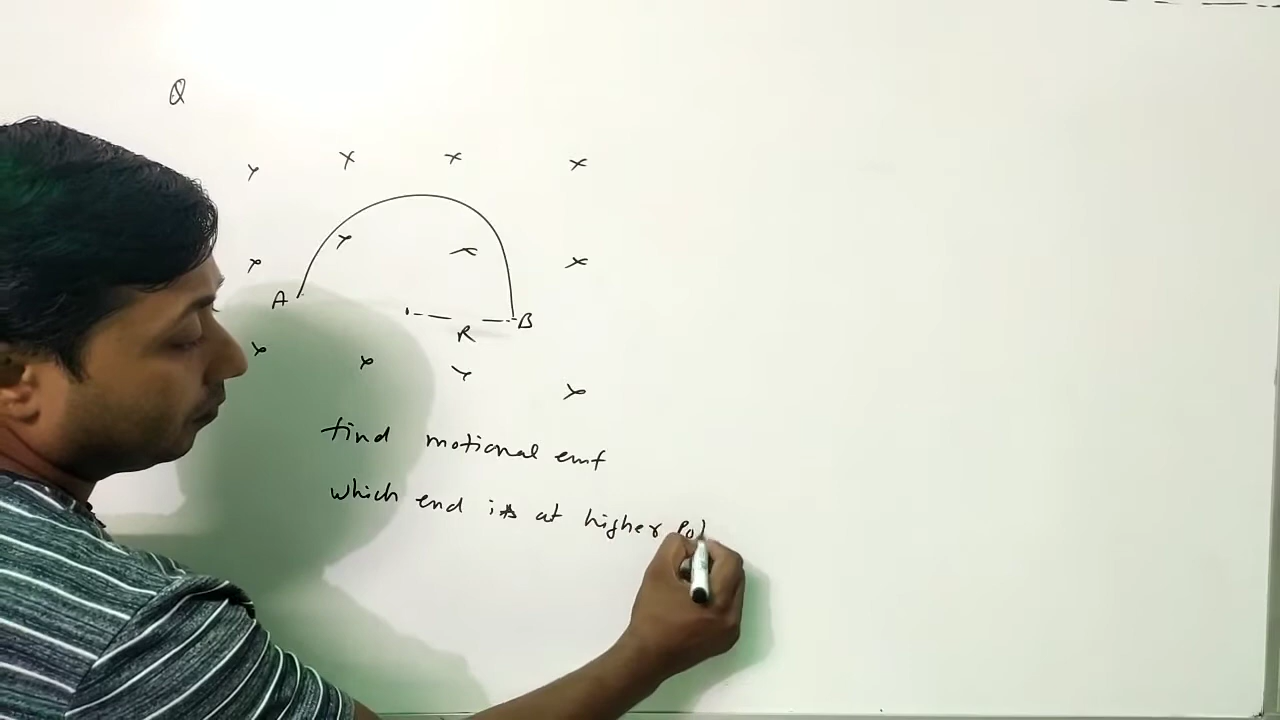 Q
x x x x
x x x x
A
B
R
x x x x
find motional emf
which end is at higher Pot